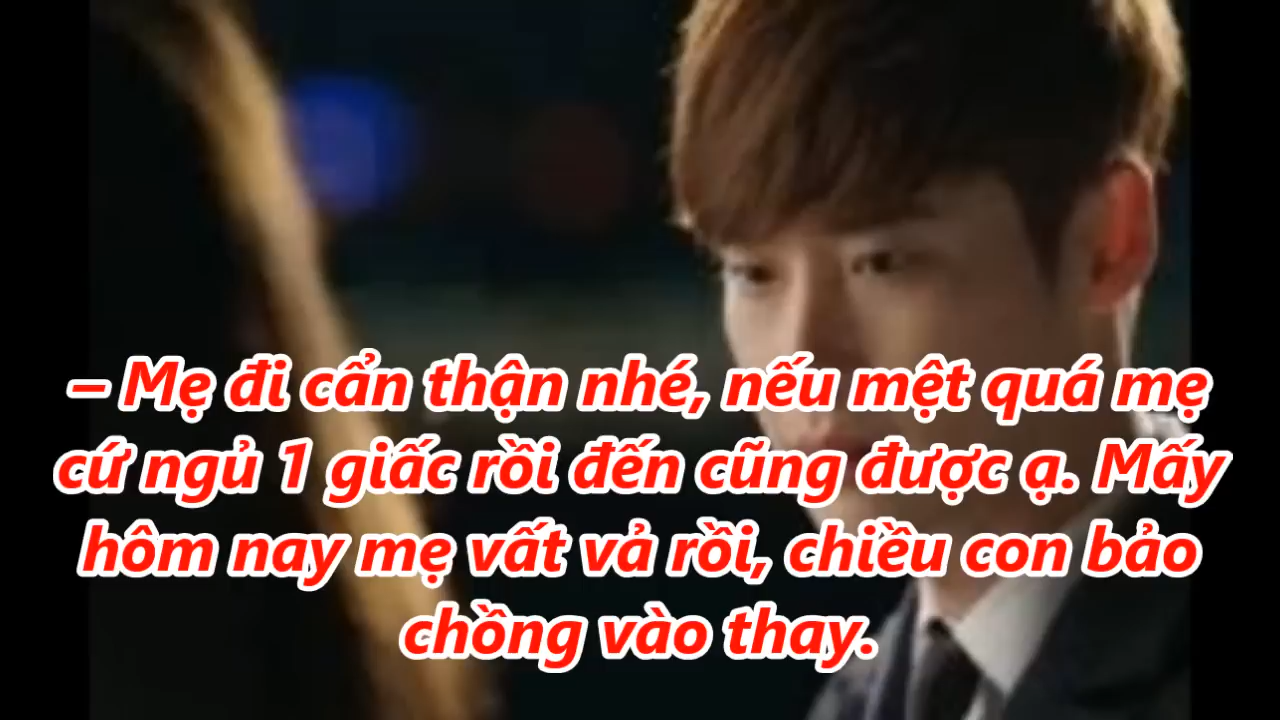 – Mẹ đi cẩn thận nhé, nếu mệt quá mẹ
cứ ngủ 1 giấc rồi đến cũng được ạ. Mấy
hôm nay mẹ vất vả rồi, chiều con bảo
chồng vào thay.